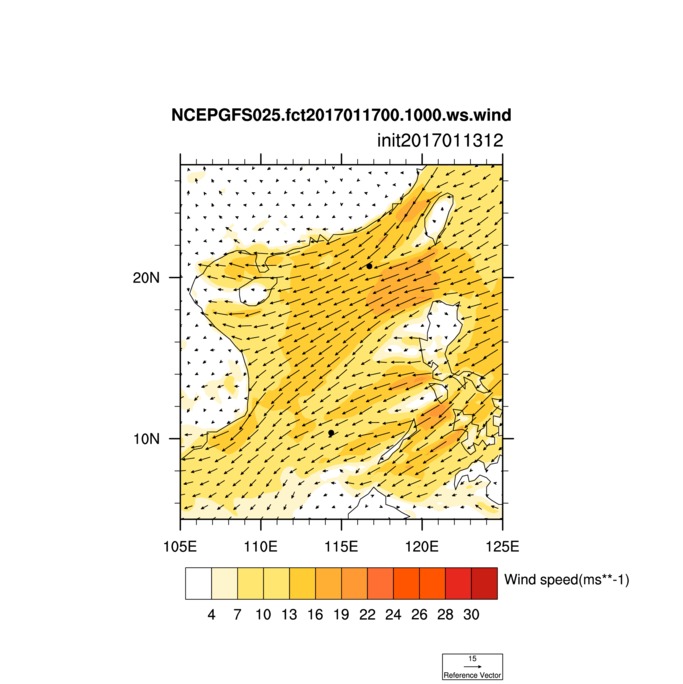 NCEPGFS025.fct2017011700.1000.ws.wind
init2017011312
20N
10N
105E 110E 115E 120E 125E
Wind speed(ms**-1)
4 7 10 13 16 19 22 24 26 28 30
15
Reference Vector